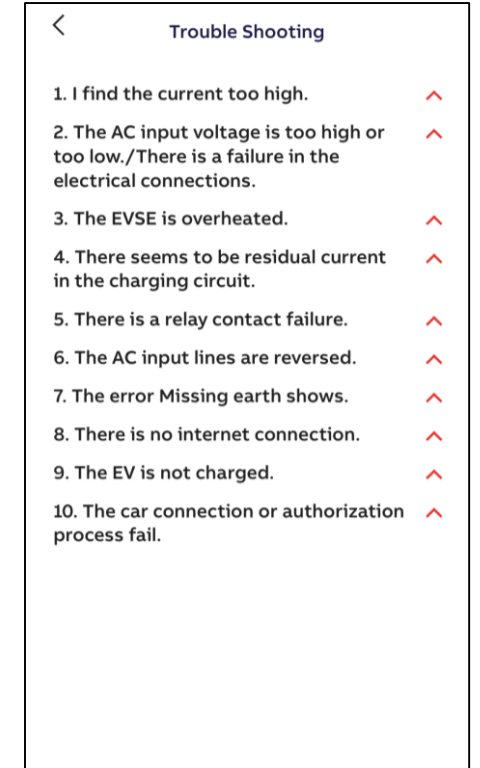 Trouble Shooting
1. I find the current too high.
2. The AC input voltage is too high or
too low./There is a failure in the
electrical connections.
3. The EVSE is overheated.
4. There seems to be residual current
in the charging circuit.
5. There is a relay contact failure.
6. The AC input lines are reversed.
7. The error Missing earth shows.
8. There is no internet connection.
9. The EV is not charged.
10. The car connection or authorization
process fail.